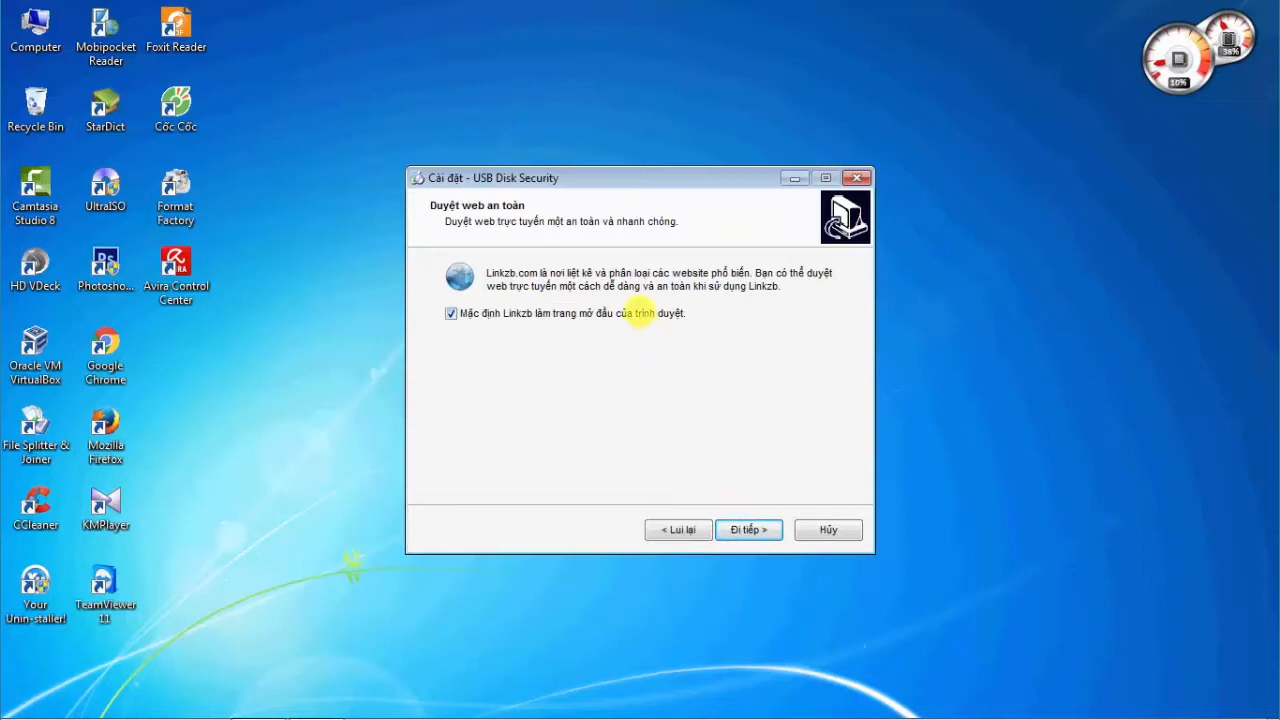 Computer
Mobipocket
Reader
Foxit Reader
Recycle Bin
StarDict
Cốc Cốc
Camtasia
Studio 8
UltraISO
Format
Factory
HD VDeck
Photosho...
Avira Control
Center
Oracle VM
VirtualBox
Google
Chrome
File Splitter &
Joiner
Mozilla
Firefox
CCleaner
KMPlayer
Your
Unin-staller!
TeamViewer
11
38%
10%
Cài đặt - USB Disk Security
Duyệt web an toàn
Duyệt web trực tuyến một an toàn và nhanh chóng.
Linkzb.com là nơi liệt kê và phân loại các website phổ biến. Bạn có thể duyệt
web trực tuyến một cách dễ dàng và an toàn khi sử dụng Linkzb.
Mặc định Linkzb làm trang mở đầu của trình duyệt.
< Lui lại
Đi tiếp >
Hủy